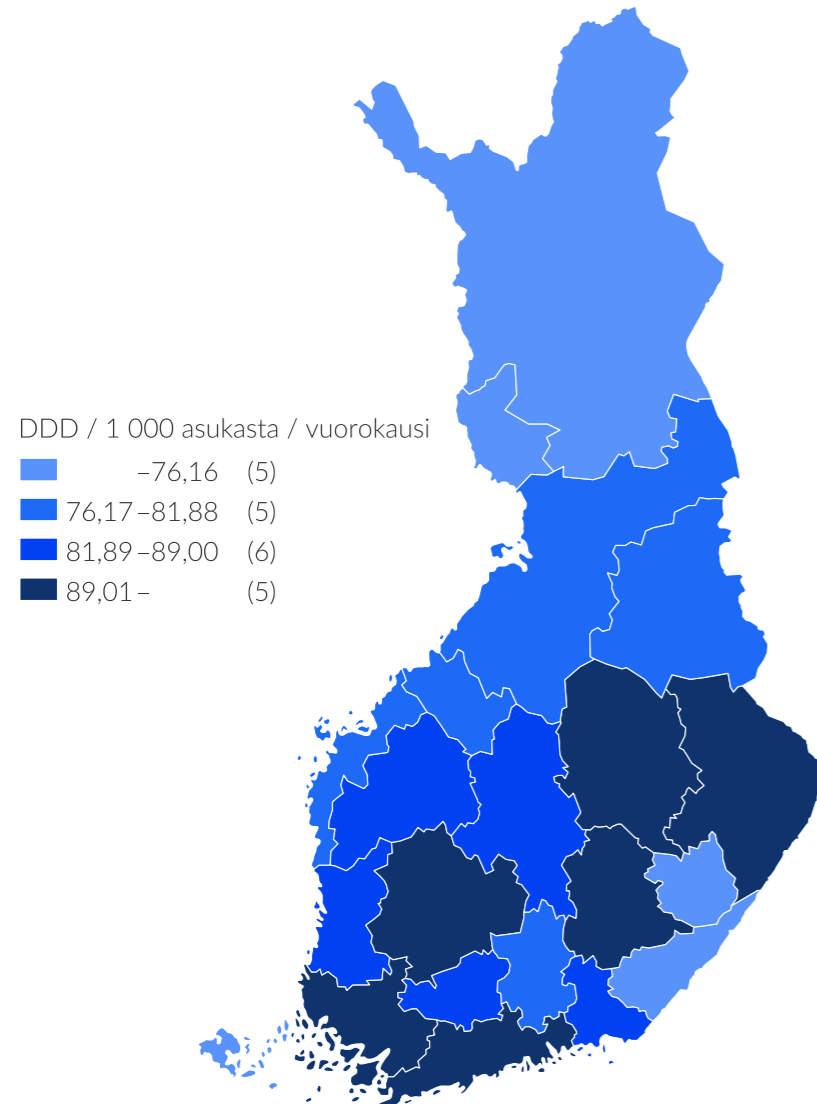 DDD / 1 000 asukasta / vuorokausi
–76,16 (5)
76,17–81,88 (5)
81,89–89,00 (6)
89,01– (5)